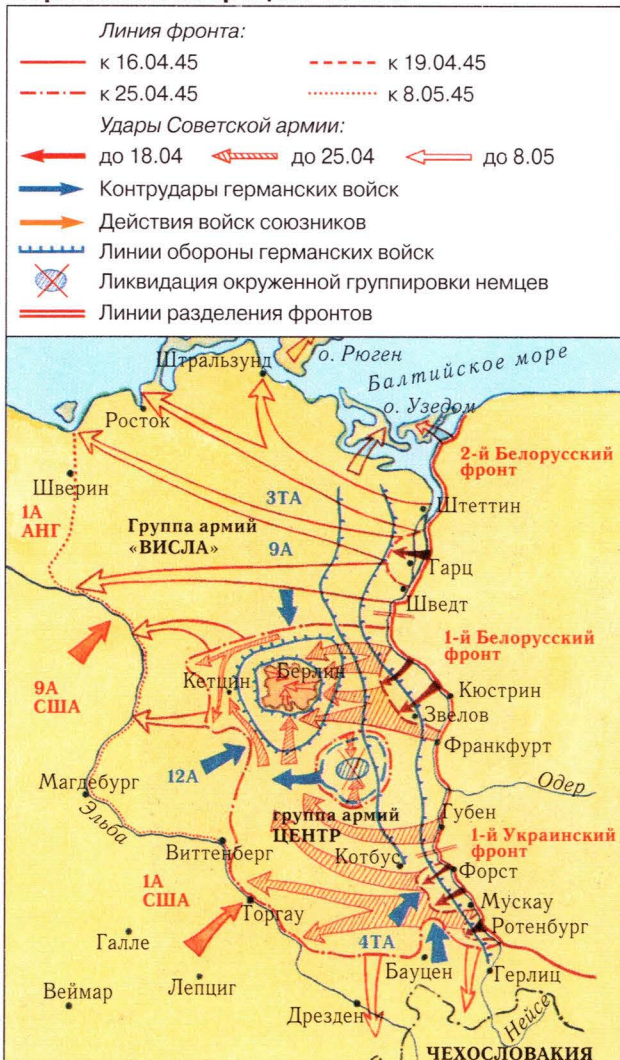 Линия фронта:
к 16.04.45
к 19.04.45
к 25.04.45
к 8.05.45
Удары Советской армии:
до 18.04
до 25.04
до 8.05
Контрудары германских войск
Действия войск союзников
Линии обороны германских войск
Ликвидация окруженной группировки немцев
Линии разделения фронтов
Штральзунд
о. Рюген
Балтийское море
о. Узедом
Росток
2-й Белорусский
фронт
Шверин
3ТА
Штеттин
1А
АНГ
Группа армий
«ВИСЛА»
9А
Гарц
Шведт
1-й Белорусский
фронт
Берлин
Кетцин
Кюстрин
9А
США
Звелов
Франкфурт
12А
Магдебург
Одер
Эльба
группа армий
ЦЕНТР
Губен
1-й Украинский
фронт
Виттенберг
Котбус
Форст
1А
США
Торгау
Мускау
Ротенбург
Галле
4ТА
Бауцен
Герлиц
Веймар
Лепциг
Дрезден
Нейсе
ЧЕХОСЛОВАКИЯ